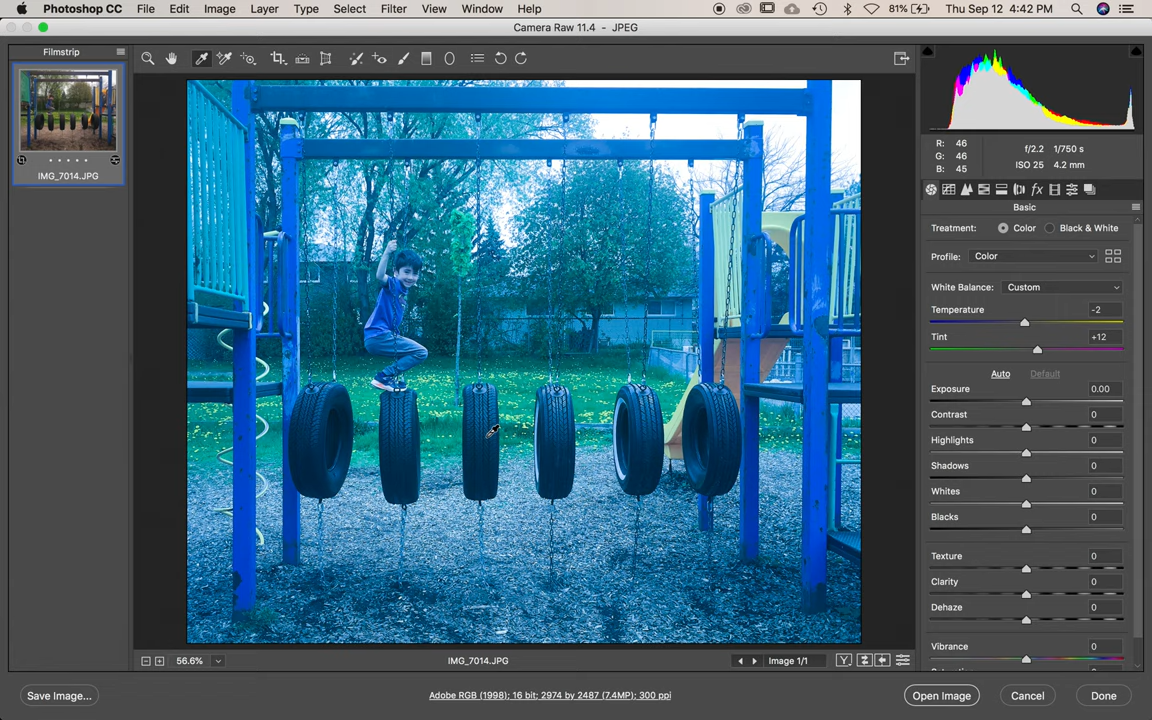 Photoshop CC File Edit Image Layer Type Select Filter View Window Help 81% Thu Sep 12 4:42 PM
Camera Raw 11.4 - JPEG
Filmstrip
IMG_7014.JPG
R: 46
G: 46
B: 45
f/2.2 1/750 s
ISO 25 4.2 mm
fx
Basic
Treatment: Color Black & White
Profile: Color
White Balance: Custom
Temperature -2
Tint +12
Auto Default
Exposure 0.00
Contrast 0
Highlights 0
Shadows 0
Whites 0
Blacks 0
Texture 0
Clarity 0
Dehaze 0
Vibrance 0
56.6% IMG_7014.JPG Image 1/1 Y
Save Image... Adobe RGB (1998); 16 bit; 2974 by 2487 (7.4MP); 300 ppi Open Image Cancel Done